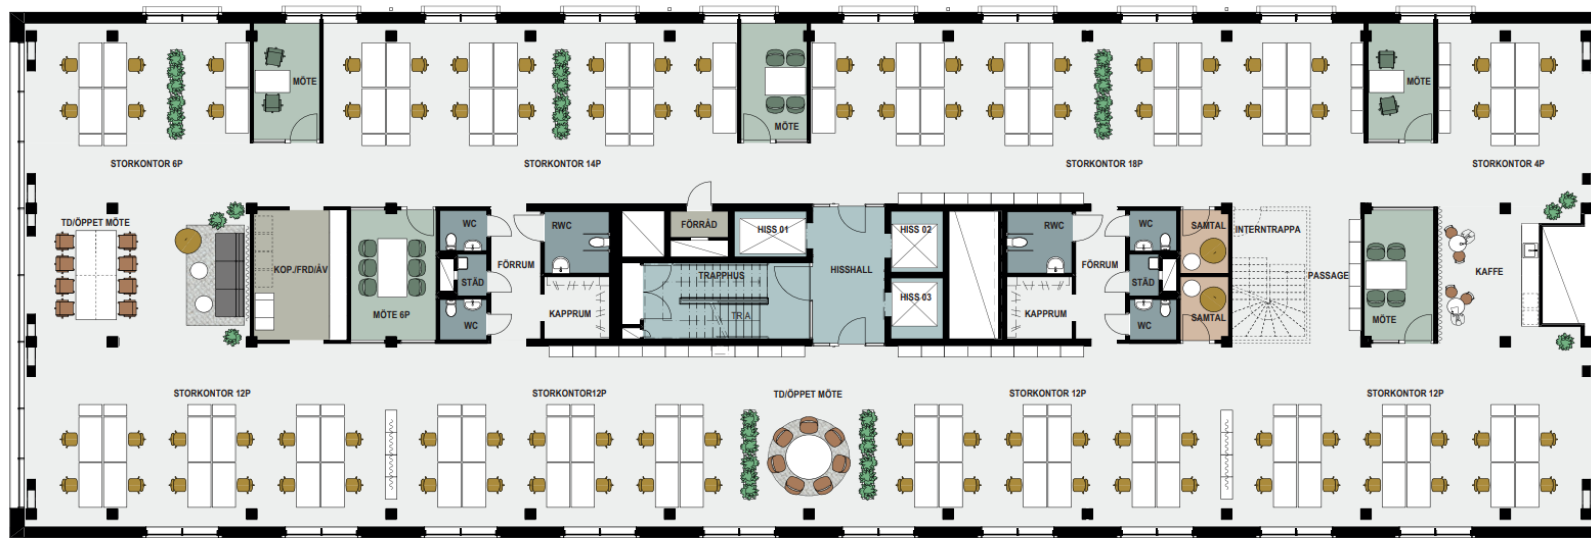 MÖTE
MÖTE
MÖTE
STORKONTOR 6P
STORKONTOR 14P
STORKONTOR 18P
STORKONTOR 4P
TD/ÖPPET MÖTE
WC
RWC
FÖRRÅD
HISS 01
HISS 02
RWC
WC
SAMTAL
INTERNTRAPPA
KOP./FRD/AV
FÖRRUM
TRAPPHUS
HISSHALL
FÖRRUM
PASSAGE
KAFFE
STÄD
STÄD
HISS 03
MÖTE 6P
WC
KAPPRUM
TR A
KAPPRUM
WC
SAMTAL
MÖTE
STORKONTOR 12P
STORKONTOR12P
TD/ÖPPET MÖTE
STORKONTOR 12P
STORKONTOR 12P